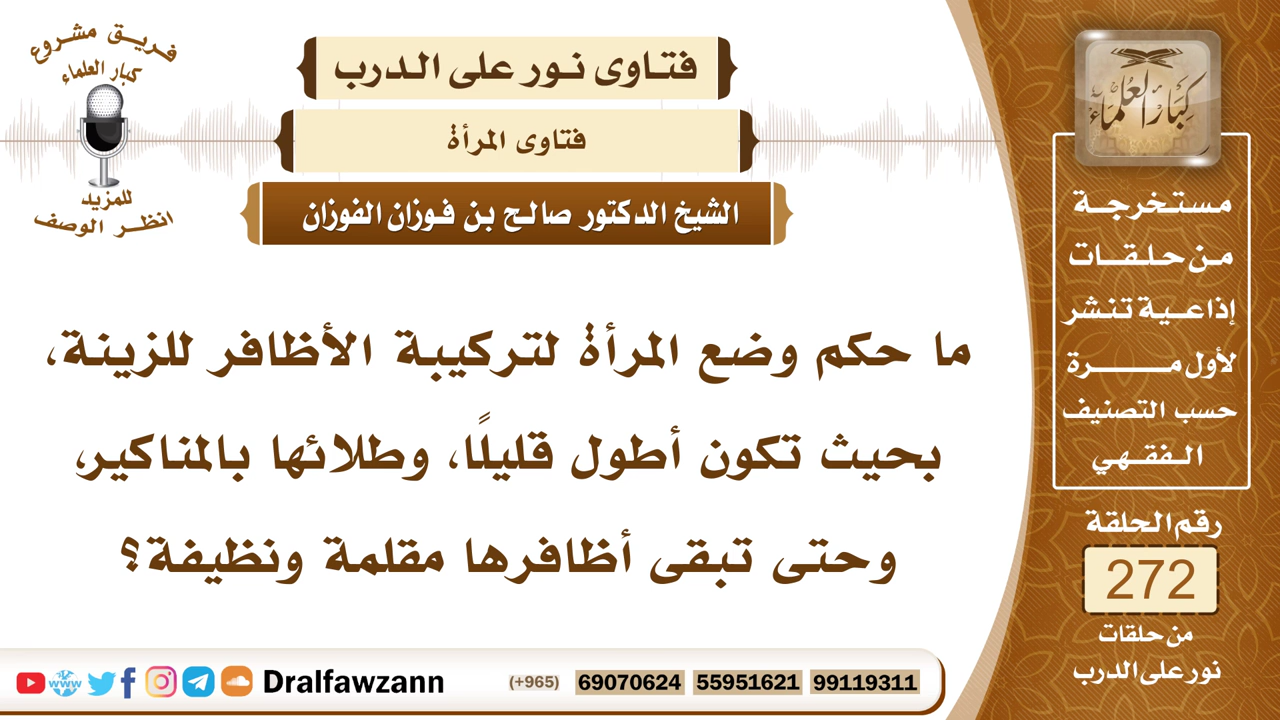 فريق مشروع
كبار العلماء
للمزيد
انظر الوصف
فتاوى نور على الدرب
فتاوى المرأة
الشيخ الدكتور صالح بن فوزان الفوزان
ما حكم وضع المرأة لتركيبة الأظافر للزينة،
بحيث تكون أطول قليلًا، وطلائها بالمناكير،
وحتى تبقى أظافرها مقلمة ونظيفة؟
كبار العلماء
مستخرجة
من حلقات
إذاعية تنشر
لأول مرة
حسب التصنيف
الفقهي
رقم الحلقة
272
من حلقات
نور على الدرب
www
Dralfawzann
(+965) 69070624 55951621 99119311